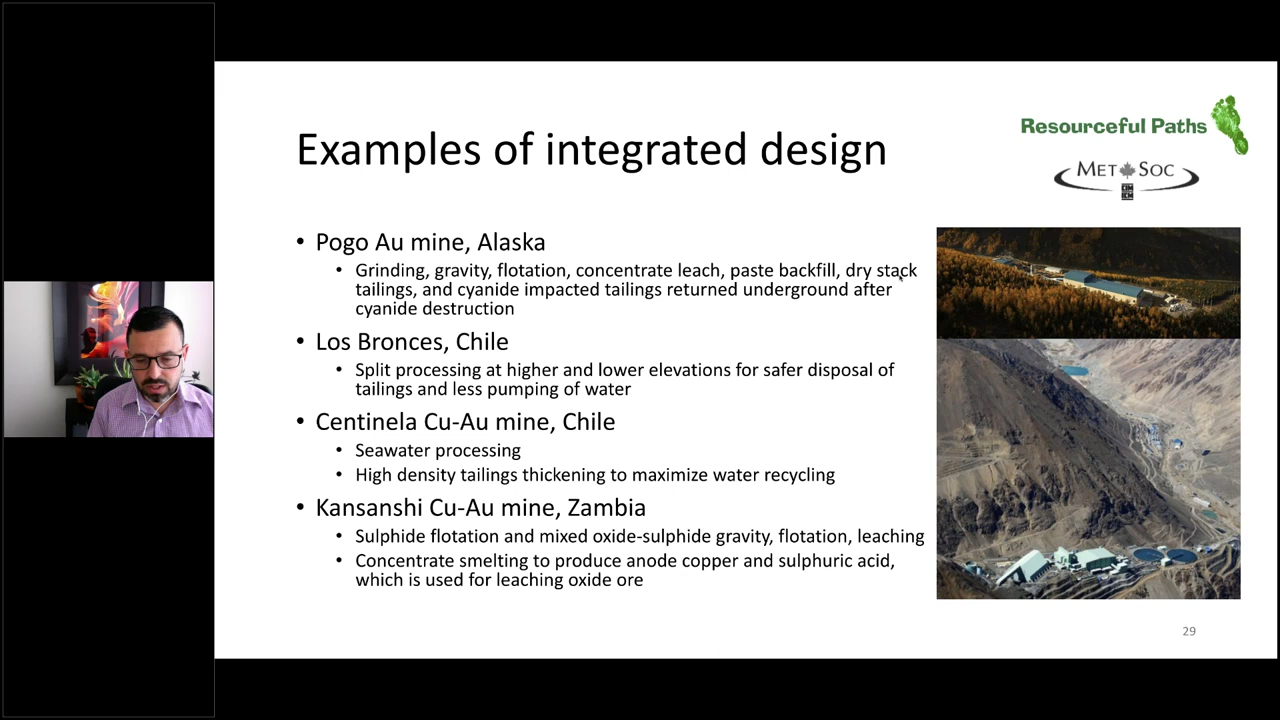 Examples of integrated design
Resourceful Paths
MET SOC
CIM
ICM
• Pogo Au mine, Alaska
• Grinding, gravity, flotation, concentrate leach, paste backfill, dry stack
tailings, and cyanide impacted tailings returned underground after
cyanide destruction
• Los Bronces, Chile
• Split processing at higher and lower elevations for safer disposal of
tailings and less pumping of water
• Centinela Cu-Au mine, Chile
• Seawater processing
• High density tailings thickening to maximize water recycling
• Kansanshi Cu-Au mine, Zambia
• Sulphide flotation and mixed oxide-sulphide gravity, flotation, leaching
• Concentrate smelting to produce anode copper and sulphuric acid,
which is used for leaching oxide ore
29